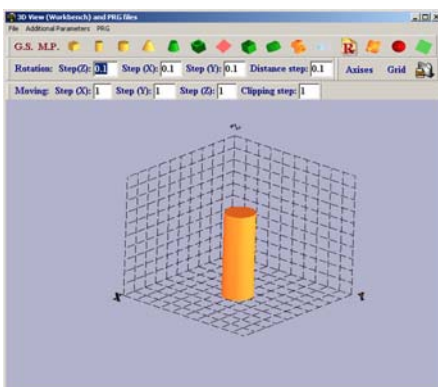 3D View (Workbench) and PRG files
File Additional Parameters PRG
G.S. M.P. R
Rotation: Step(Z): 0.1 Step (X): 0.1 Step (Y): 0.1 Distance step: 0.1 Axises Grid
Moving: Step (X): 1 Step (Y): 1 Step (Z): 1 Clipping step: 1
X